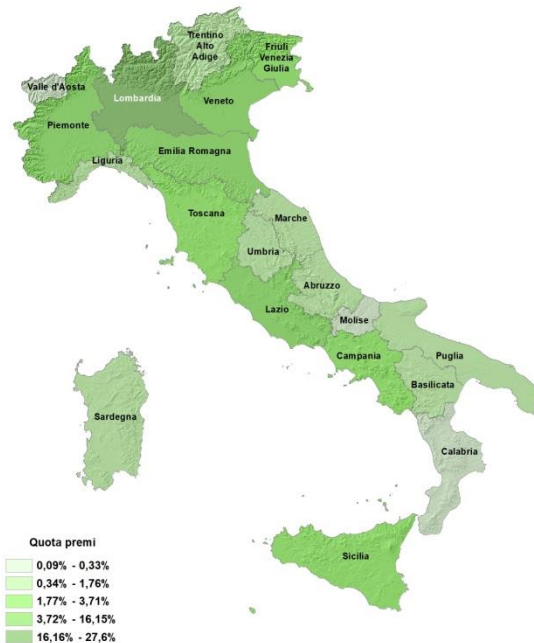 Trentino
Alto
Adige
Friuli
Venezia
Giulia
Valle d'Aosta
Lombardia
Veneto
Piemonte
Emilia Romagna
Liguria
Toscana
Marche
Umbria
Abruzzo
Lazio
Molise
Campania
Puglia
Basilicata
Sardegna
Calabria
Sicilia
Quota premi
0,09% - 0,33%
0,34% - 1,76%
1,77% - 3,71%
3,72% - 16,15%
16,16% - 27,6%